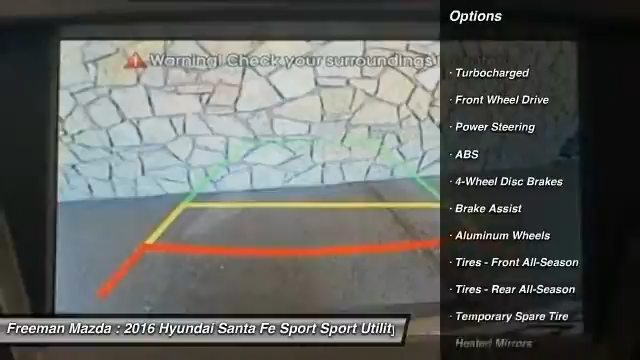 Options
Warning! Check your surroundings
· Turbocharged
· Front Wheel Drive
· Power Steering
· ABS
· 4-Wheel Disc Brakes
· Brake Assist
· Aluminum Wheels
· Tires - Front All-Season
· Tires - Rear All-Season
· Temporary Spare Tire
· Heated Mirrors
Freeman Mazda : 2016 Hyundai Santa Fe Sport Sport Utility